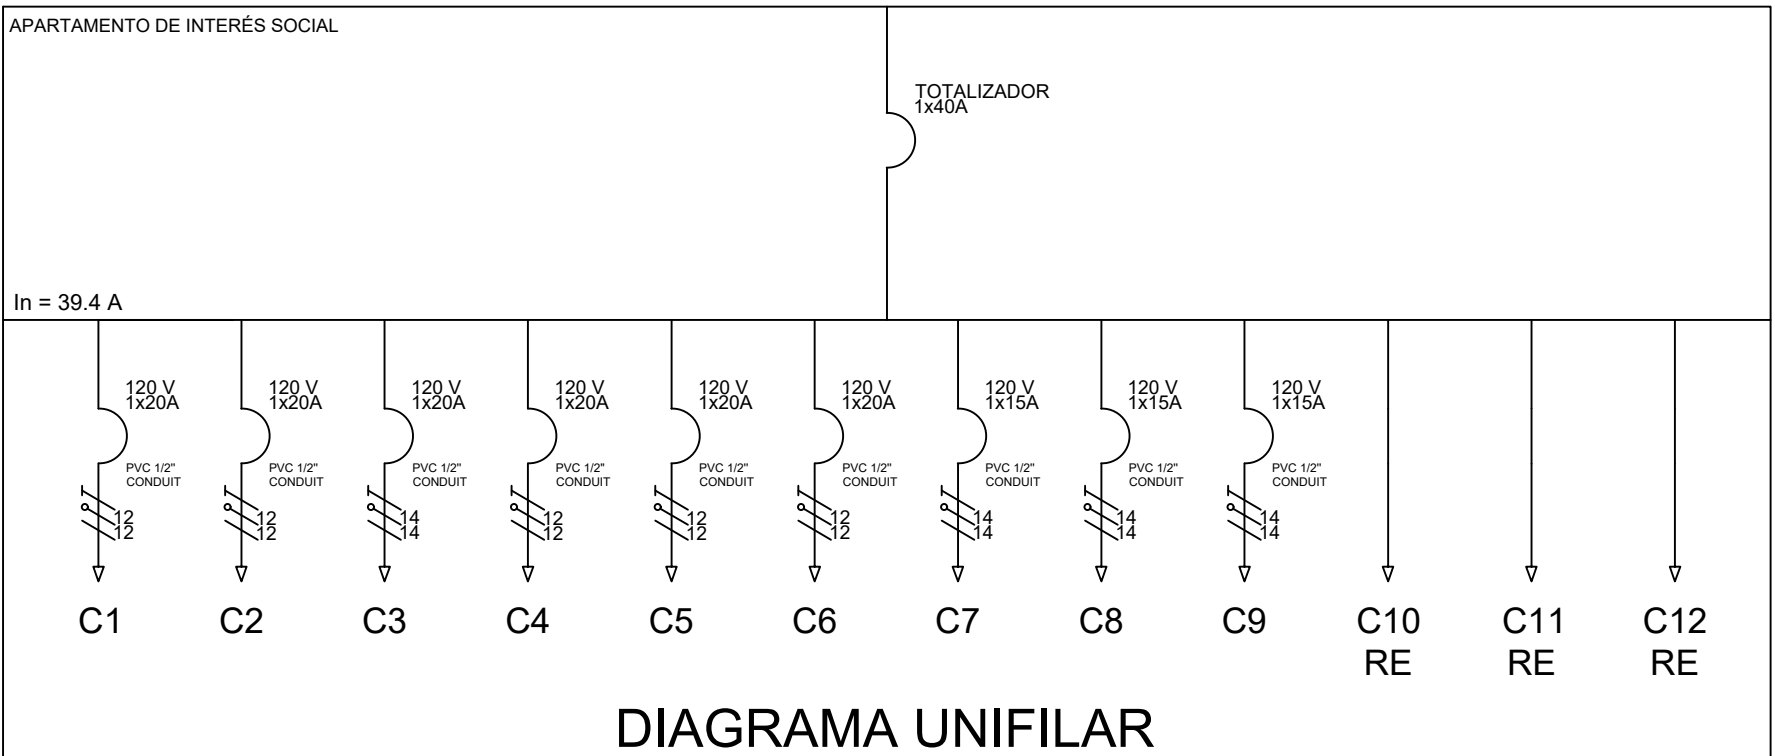 APARTAMENTO DE INTERÉS SOCIAL
TOTALIZADOR
1x40A
In = 39.4 A
120 V 120 V 120 V 120 V 120 V 120 V 120 V 120 V 120 V
1x20A 1x20A 1x20A 1x20A 1x20A 1x20A 1x15A 1x15A 1x15A
PVC 1/2" PVC 1/2" PVC 1/2" PVC 1/2" PVC 1/2" PVC 1/2" PVC 1/2" PVC 1/2" PVC 1/2"
CONDUIT CONDUIT CONDUIT CONDUIT CONDUIT CONDUIT CONDUIT CONDUIT CONDUIT
12 12 14 12 12 12 14 14 14
12 12 14 12 12 12 14 14 14
C1 C2 C3 C4 C5 C6 C7 C8 C9 C10 C11 C12
RE RE RE
DIAGRAMA UNIFILAR